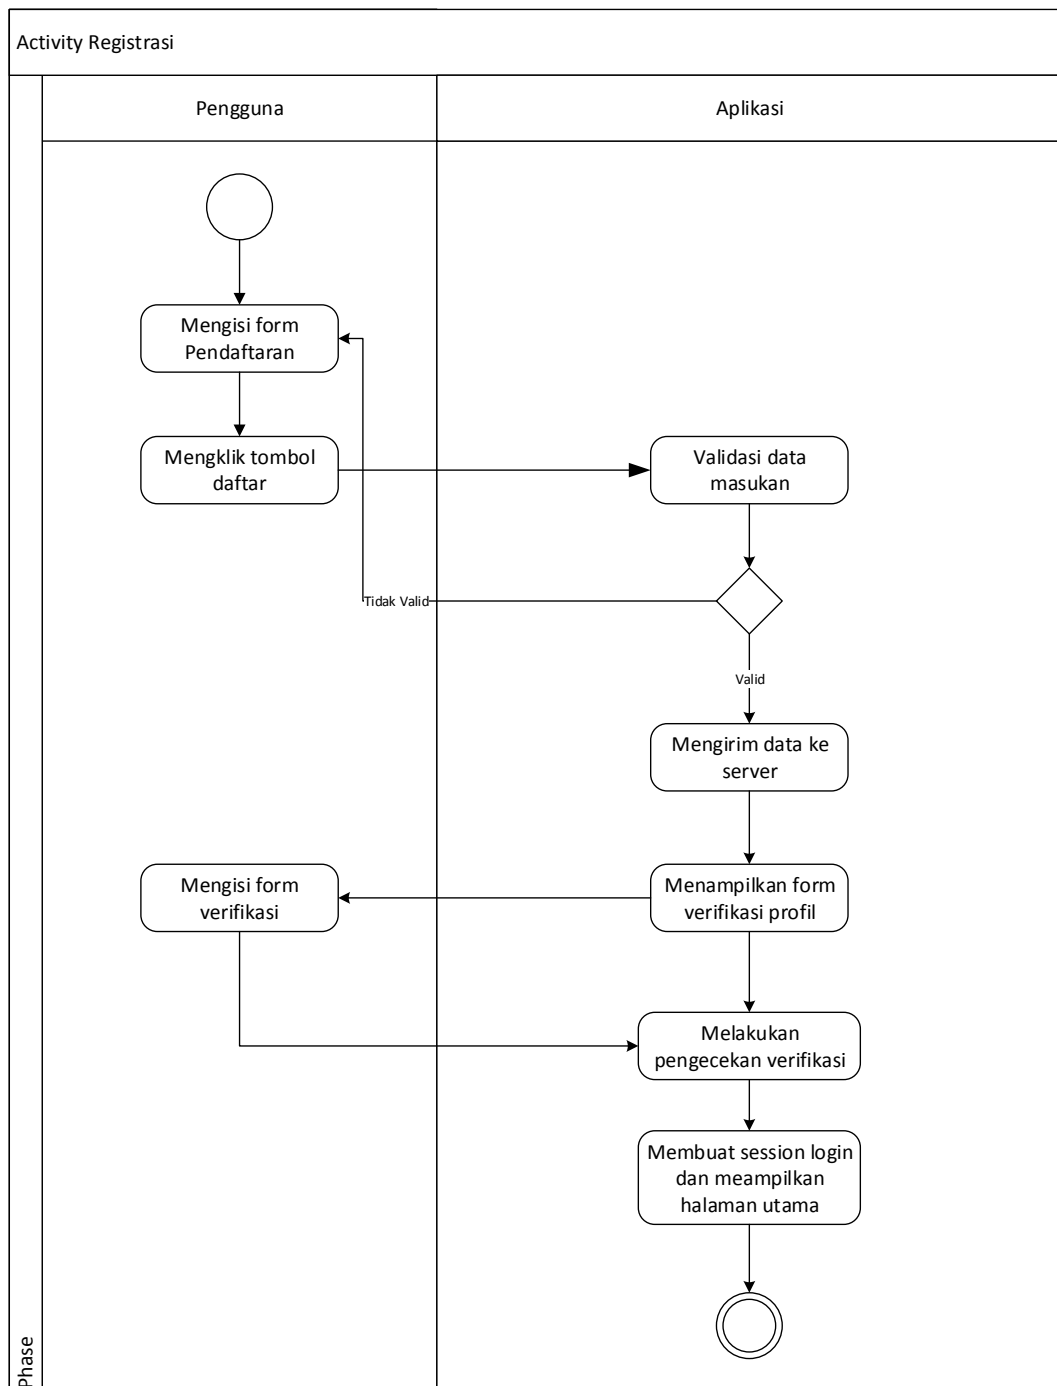 Activity Registrasi
Pengguna
Aplikasi
Mengisi form
Pendaftaran
Mengklik tombol
daftar
Validasi data
masukan
Tidak Valid
Valid
Mengirim data ke
server
Mengisi form
verifikasi
Menampilkan form
verifikasi profil
Melakukan
pengecekan verifikasi
Membuat session login
dan meampilkan
halaman utama
Phase